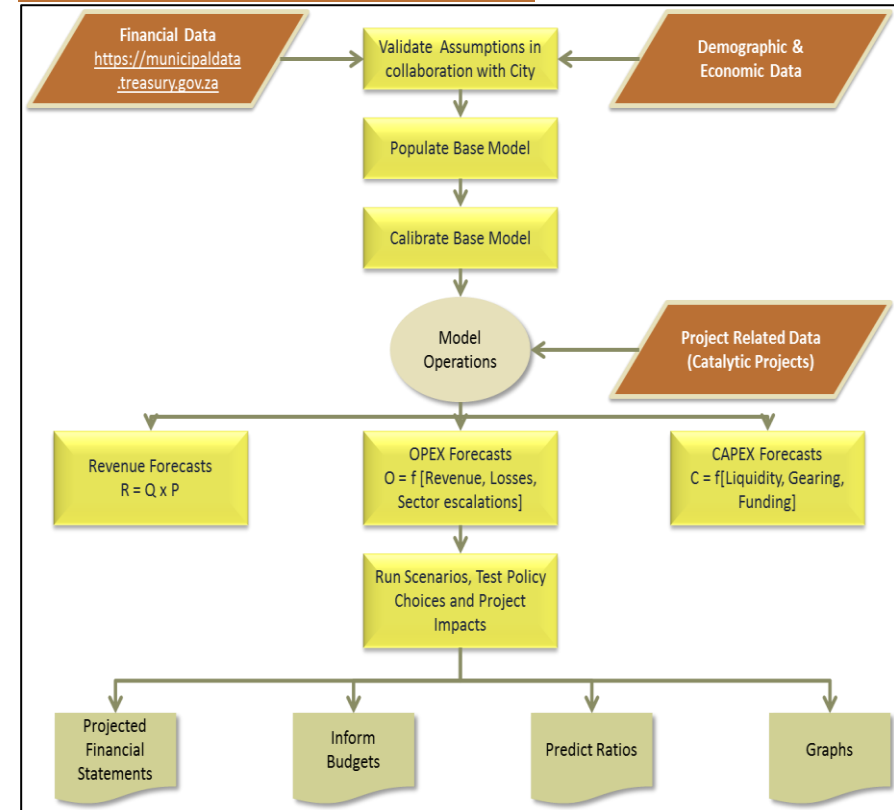 Financial Data
https://municipaldata
.treasury.gov.za
Validate Assumptions in
collaboration with City
Demographic &
Economic Data
Populate Base Model
Calibrate Base Model
Model
Operations
Project Related Data
(Catalytic Projects)
Revenue Forecasts
R = Q x P
OPEX Forecasts
O = f [Revenue, Losses,
Sector escalations]
CAPEX Forecasts
C = f[Liquidity, Gearing,
Funding]
Run Scenarios, Test Policy
Choices and Project
Impacts
Projected
Financial
Statements
Inform
Budgets
Predict Ratios
Graphs